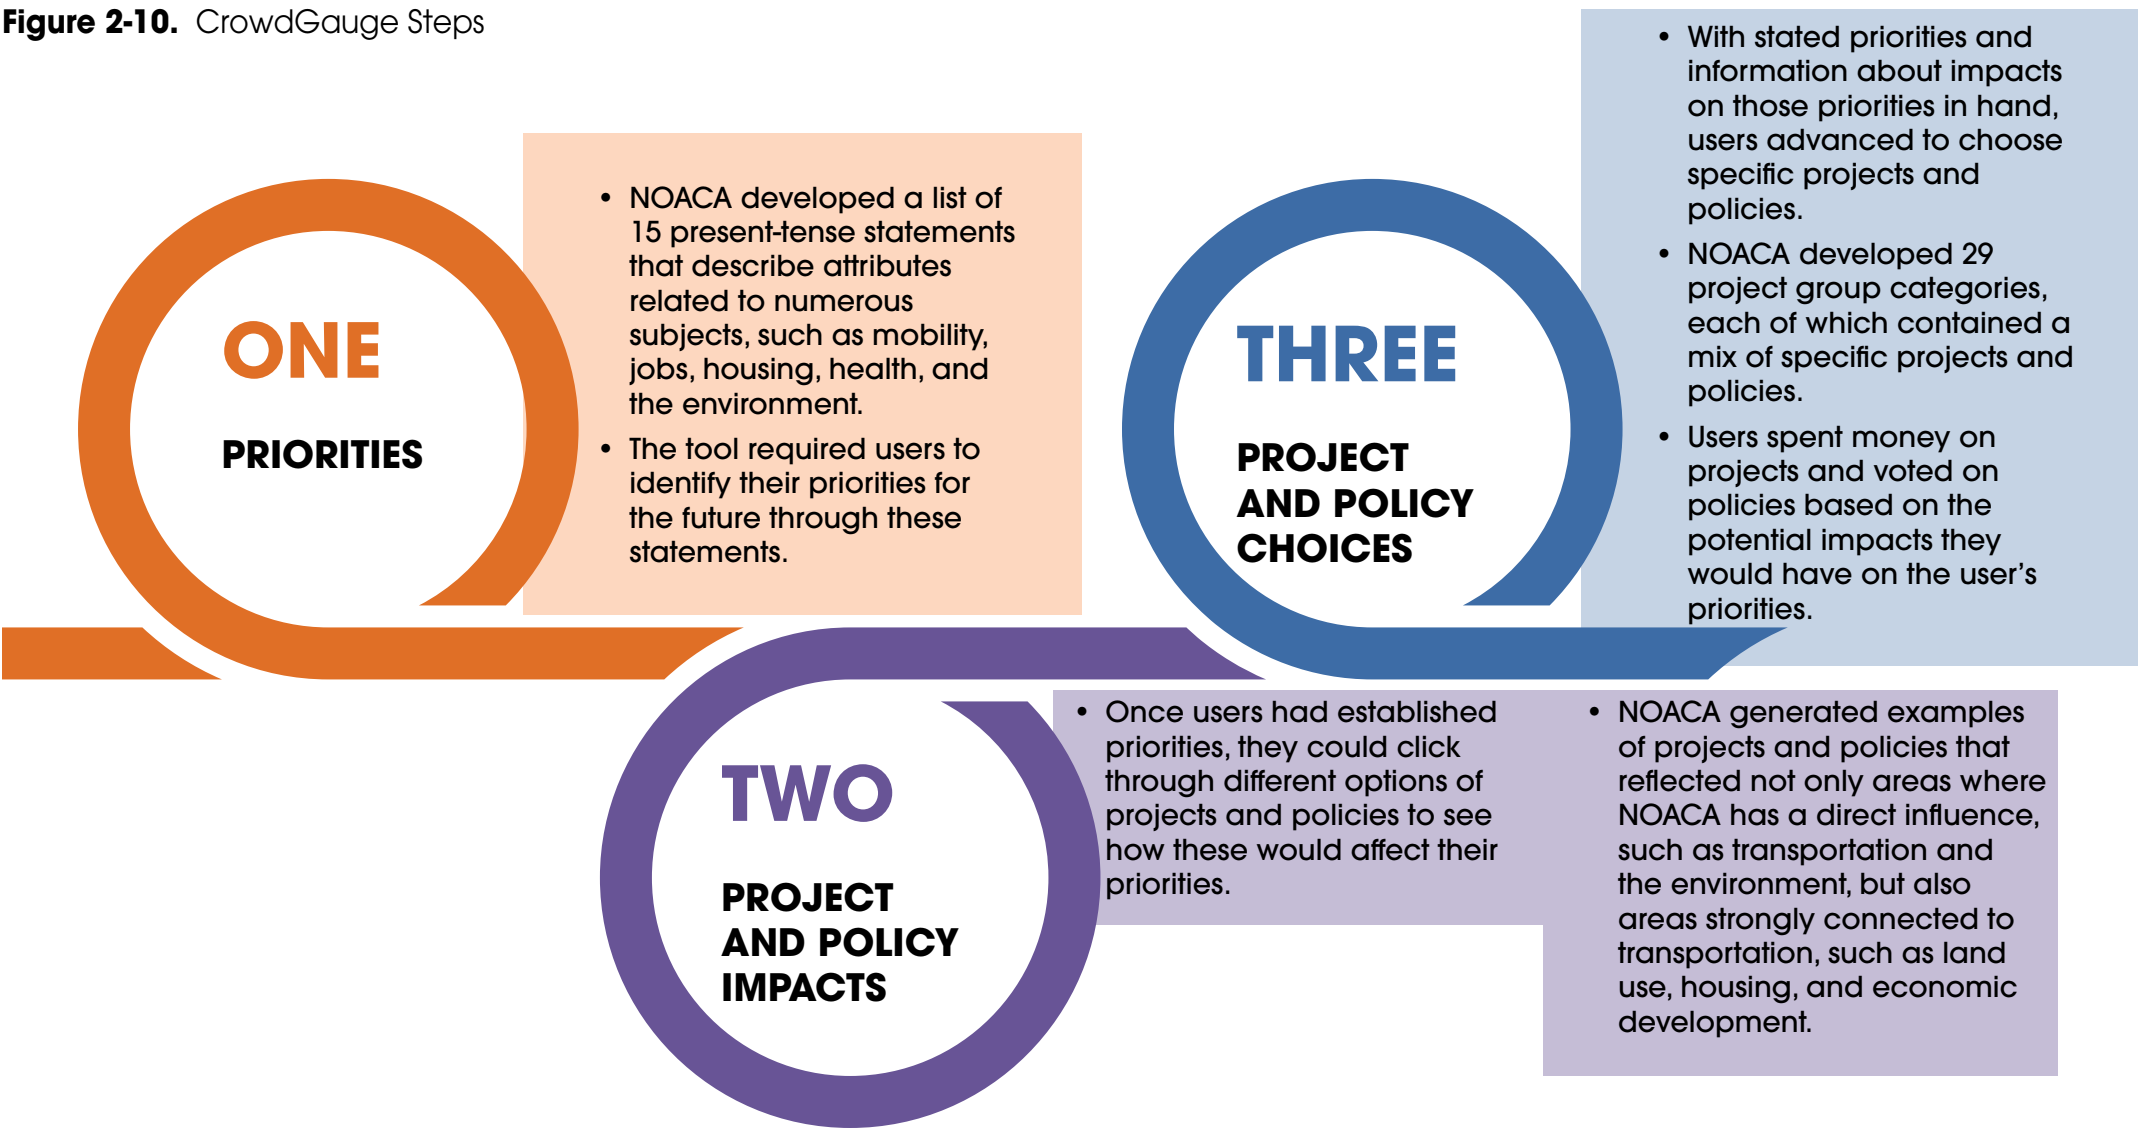 Figure 2-10. CrowdGauge Steps
ONE
PRIORITIES
• NOACA developed a list of
15 present-tense statements
that describe attributes
related to numerous
subjects, such as mobility,
jobs, housing, health, and
the environment.
• The tool required users to
identify their priorities for
the future through these
statements.
TWO
PROJECT
AND POLICY
IMPACTS
• Once users had established
priorities, they could click
through different options of
projects and policies to see
how these would affect their
priorities.
• NOACA generated examples
of projects and policies that
reflected not only areas where
NOACA has a direct influence,
such as transportation and
the environment, but also
areas strongly connected to
transportation, such as land
use, housing, and economic
development.
THREE
PROJECT
AND POLICY
CHOICES
• With stated priorities and
information about impacts
on those priorities in hand,
users advanced to choose
specific projects and
policies.
• NOACA developed 29
project group categories,
each of which contained a
mix of specific projects and
policies.
• Users spent money on
projects and voted on
policies based on the
potential impacts they
would have on the user’s
priorities.